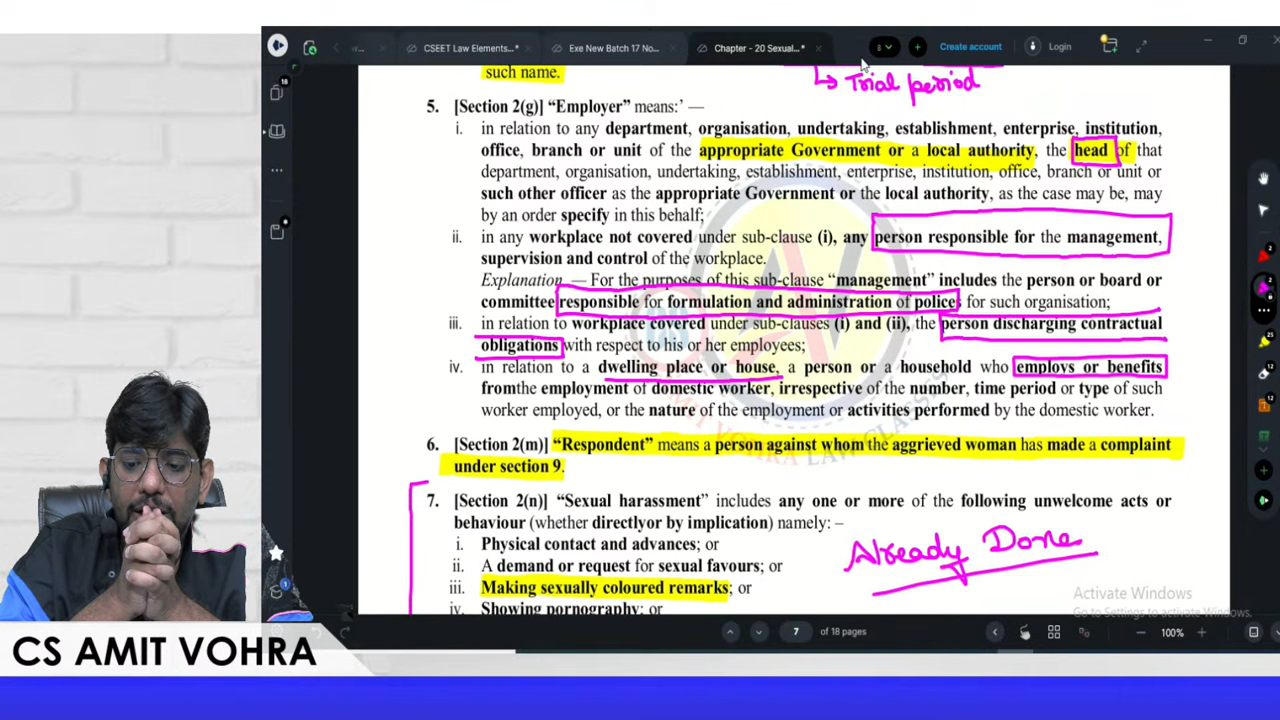 CSEET Law Elements...*
Exe New Batch 17 No...
Chapter - 20 Sexual...*
8
Create account
Login
such name.
Trial period
5. [Section 2(g)] “Employer” means:’ —
i. in relation to any department, organisation, undertaking, establishment, enterprise, institution,
office, branch or unit of the appropriate Government or a local authority, the head of that
department, organisation, undertaking, establishment, enterprise, institution, office, branch or unit or
such other officer as the appropriate Government or the local authority, as the case may be, may
by an order specify in this behalf;
ii. in any workplace not covered under sub-clause (i), any person responsible for the management,
supervision and control of the workplace.
Explanation — For the purposes of this sub-clause “management” includes the person or board or
committee responsible for formulation and administration of polices for such organisation;
iii. in relation to workplace covered under sub-clauses (i) and (ii), the person discharging contractual
obligations with respect to his or her employees;
iv. in relation to a dwelling place or house, a person or a household who employs or benefits
fromthe employment of domestic worker, irrespective of the number, time period or type of such
worker employed, or the nature of the employment or activities performed by the domestic worker.
6. [Section 2(m)] “Respondent” means a person against whom the aggrieved woman has made a complaint
under section 9.
7. [Section 2(n)] “Sexual harassment” includes any one or more of the following unwelcome acts or
behaviour (whether directlyor by implication) namely: –
i. Physical contact and advances; or
ii. A demand or request for sexual favours; or
iii. Making sexually coloured remarks; or
iv. Showing pornography; or
Already Done
Activate Windows
Go to Settings to activate Windows.
7 of 18 pages
100%
CS AMIT VOHRA